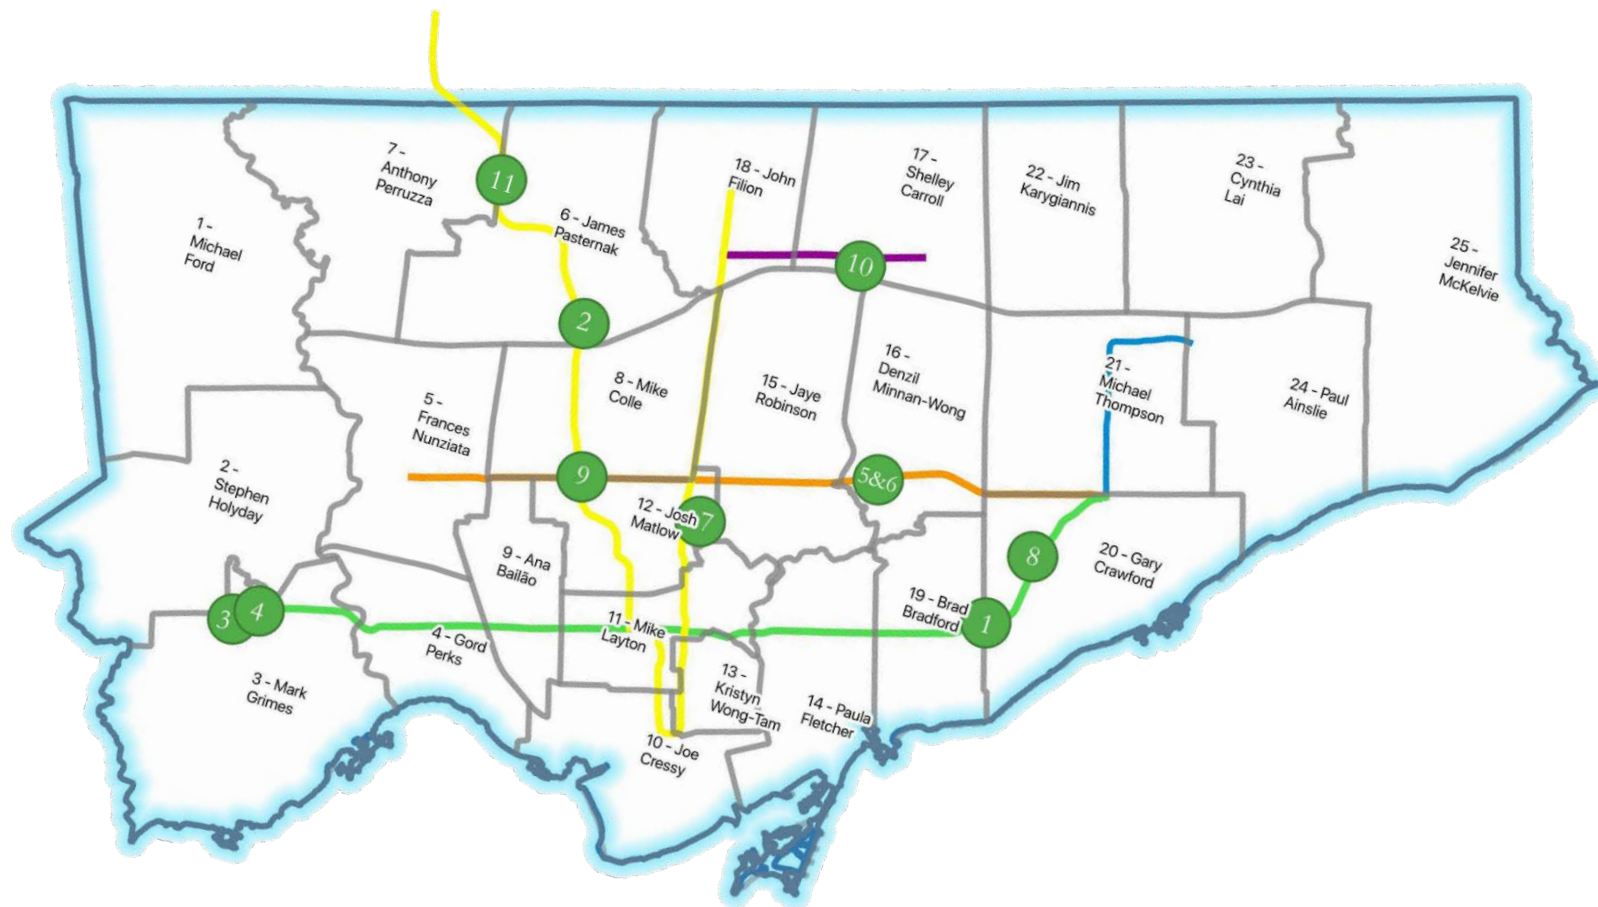 7 -
Anthony
Perruzza
11
18 - John
Filion
17 -
Shelley
Carroll
22 - Jim
Karygiannis
23 -
Cynthia
Lai
1 -
Michael
Ford
6 - James
Pasternak
10
25 -
Jennifer
McKelvie
2
5 -
Frances
Nunziata
8 - Mike
Colle
15 - Jaye
Robinson
16 -
Denzil
Minnan-Wong
21 -
Michael
Thompson
24 - Paul
Ainslie
2 -
Stephen
Holyday
9
5&6
12 - Josh
Matlow
7
9 - Ana
Bailão
8
20 - Gary
Crawford
3
4
4 - Gord
Perks
11 - Mike
Layton
19 - Brad
Bradford
1
3 - Mark
Grimes
13 -
Kristyn
Wong-Tam
14 - Paula
Fletcher
10 - Joe
Cressy